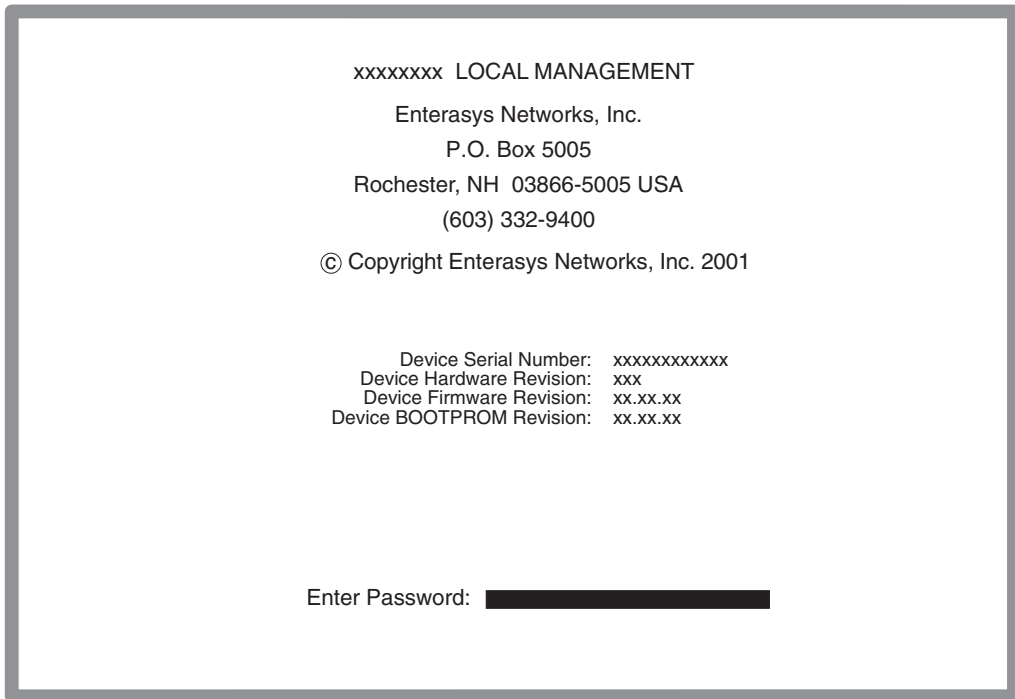 xxxxxxxx LOCAL MANAGEMENT
Enterasys Networks, Inc.
P.O. Box 5005
Rochester, NH 03866-5005 USA
(603) 332-9400
© Copyright Enterasys Networks, Inc. 2001
Device Serial Number: xxxxxxxxxxxx
Device Hardware Revision: xxx
Device Firmware Revision: xx.xx.xx
Device BOOTPROM Revision: xx.xx.xx
Enter Password: